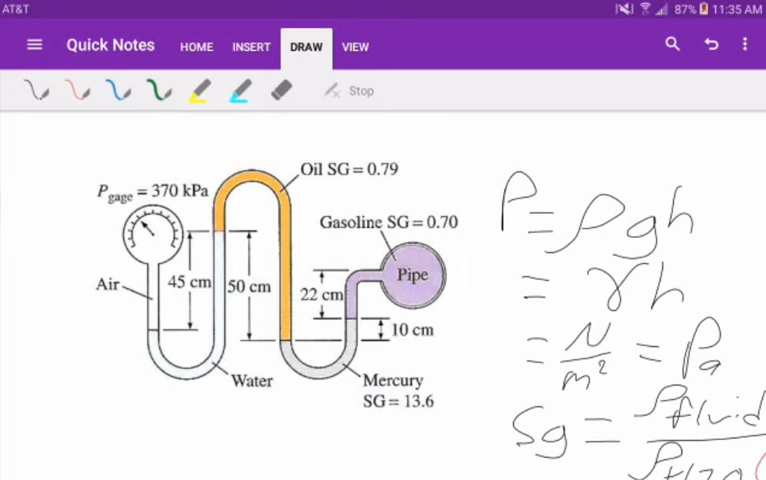 AT&T 87% 11:35 AM
Quick Notes HOME INSERT DRAW VIEW
Stop
Oil SG = 0.79
Pgage = 370 kPa
Gasoline SG = 0.70
Air
45 cm
50 cm
22 cm
Pipe
10 cm
Water
Mercury
SG = 13.6
P = ρgh
= γh
= N/m² = Pa
Sg = ρfluid